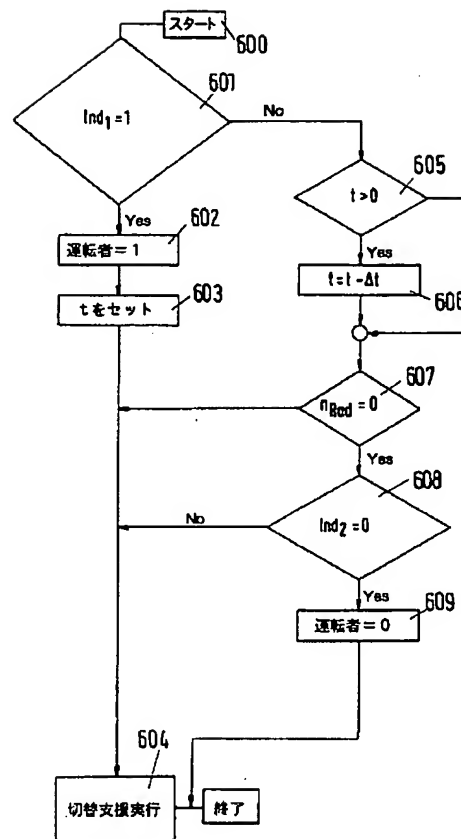 スタート
600
601
Ind₁=1
No
605
t>0
Yes
602
運転者=1
Yes
t=t-Δt
606
603
tをセット
607
nRad=0
Yes
608
No
Ind₂=0
Yes
609
運転者=0
604
切替支援実行
終了